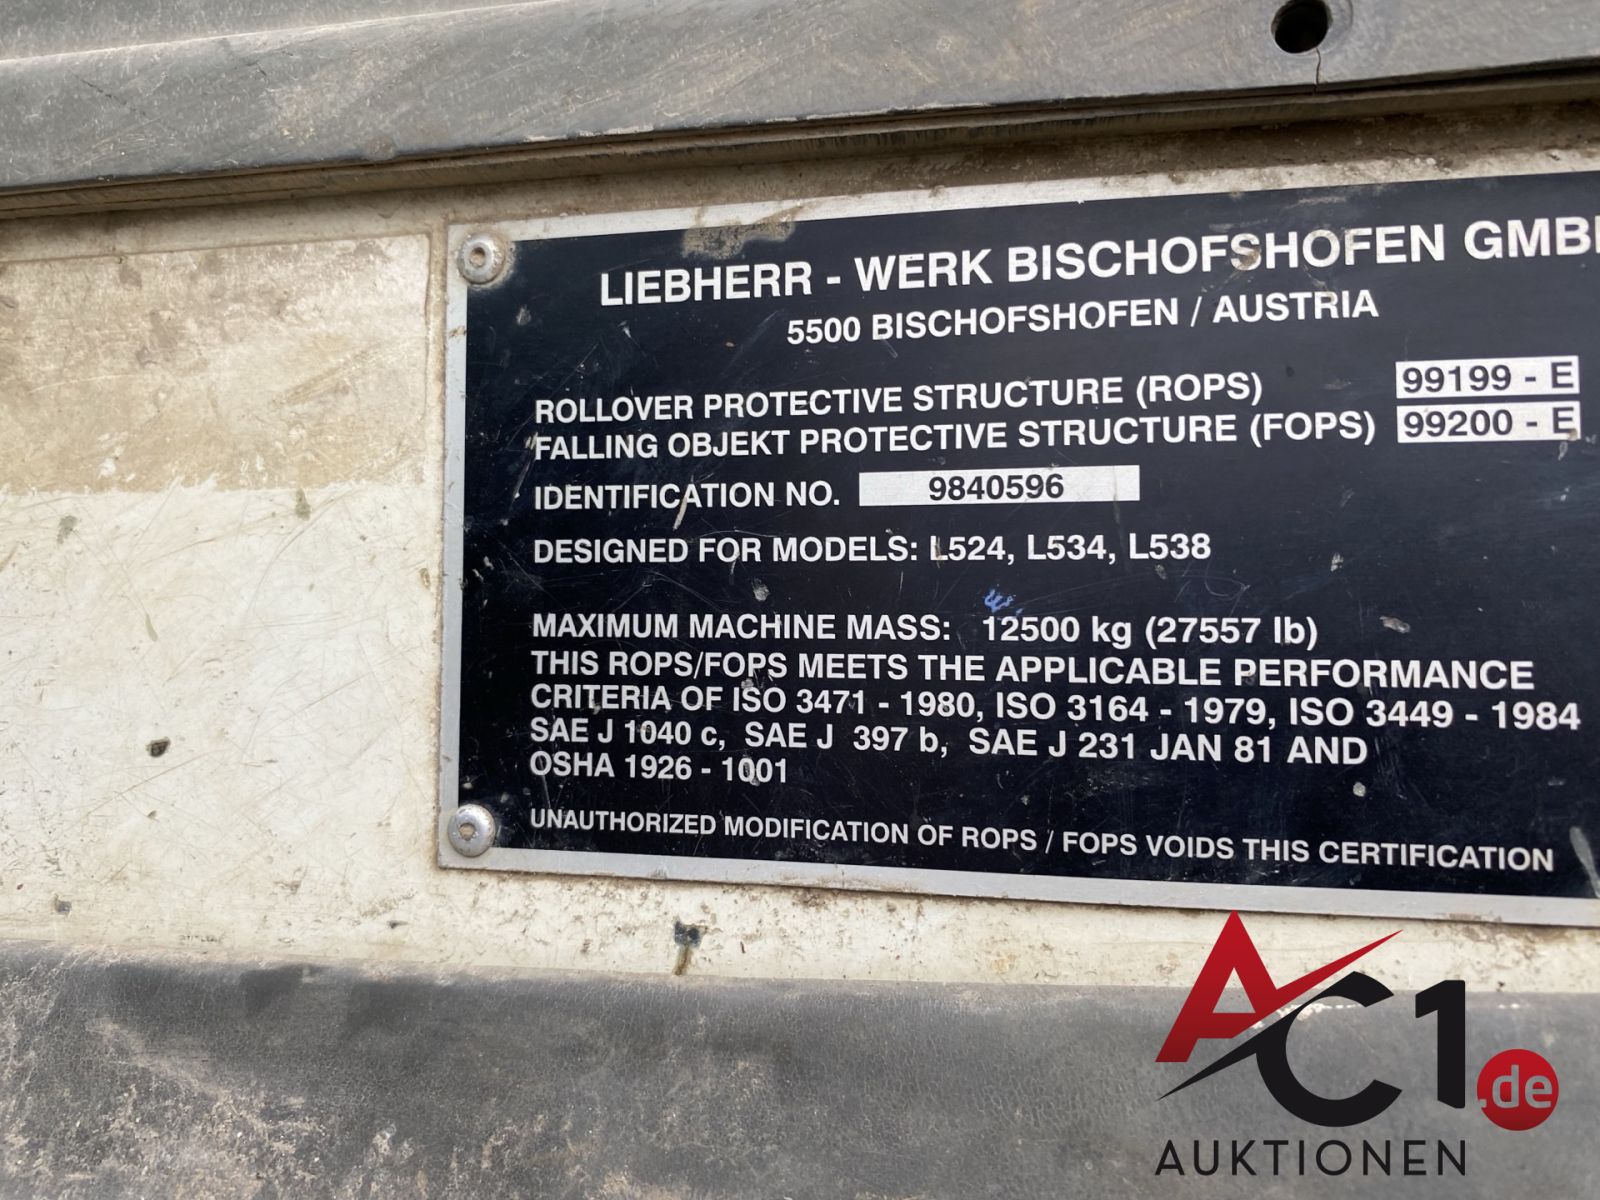 LIEBHERR - WERK BISCHOFSHOFEN GMB
5500 BISCHOFSHOFEN / AUSTRIA
ROLLOVER PROTECTIVE STRUCTURE (ROPS) 99199 - E
FALLING OBJEKT PROTECTIVE STRUCTURE (FOPS) 99200 - E
IDENTIFICATION NO. 9840596
DESIGNED FOR MODELS: L524, L534, L538
MAXIMUM MACHINE MASS: 12500 kg (27557 lb)
THIS ROPS/FOPS MEETS THE APPLICABLE PERFORMANCE
CRITERIA OF ISO 3471 - 1980, ISO 3164 - 1979, ISO 3449 - 1984
SAE J 1040 c, SAE J 397 b, SAE J 231 JAN 81 AND
OSHA 1926 - 1001
UNAUTHORIZED MODIFICATION OF ROPS / FOPS VOIDS THIS CERTIFICATION
AC1.de
AUKTIONEN